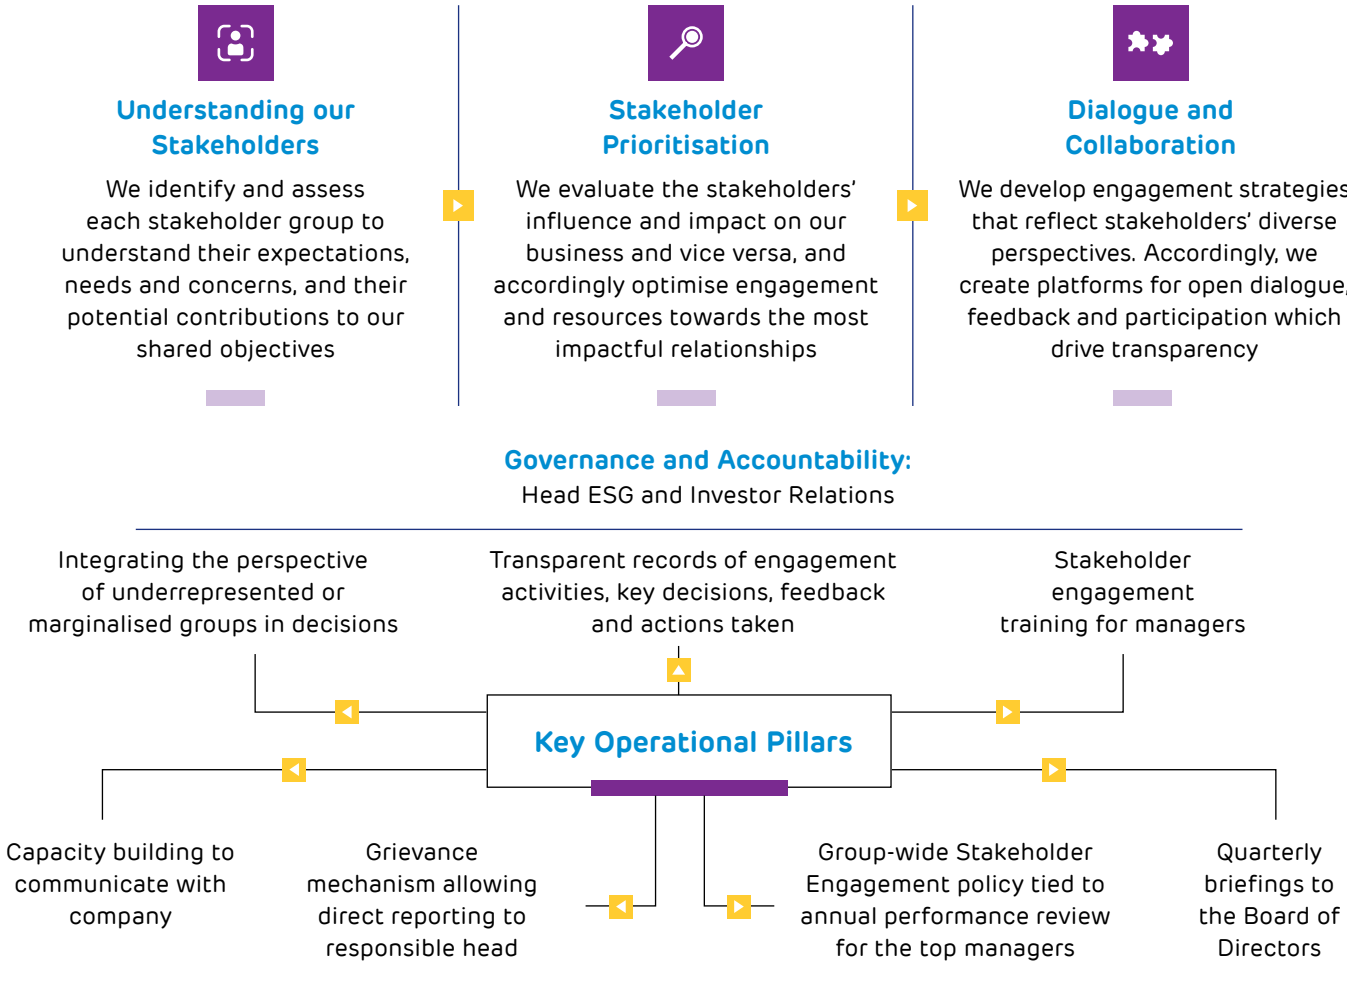 Understanding our
Stakeholders
We identify and assess
each stakeholder group to
understand their expectations,
needs and concerns, and their
potential contributions to our
shared objectives
Stakeholder
Prioritisation
We evaluate the stakeholders’
influence and impact on our
business and vice versa, and
accordingly optimise engagement
and resources towards the most
impactful relationships
Dialogue and
Collaboration
We develop engagement strategies
that reflect stakeholders’ diverse
perspectives. Accordingly, we
create platforms for open dialogue,
feedback and participation which
drive transparency
Governance and Accountability:
Head ESG and Investor Relations
Integrating the perspective
of underrepresented or
marginalised groups in decisions
Transparent records of engagement
activities, key decisions, feedback
and actions taken
Stakeholder
engagement
training for managers
Key Operational Pillars
Capacity building to
communicate with
company
Grievance
mechanism allowing
direct reporting to
responsible head
Group-wide Stakeholder
Engagement policy tied to
annual performance review
for the top managers
Quarterly
briefings to
the Board of
Directors